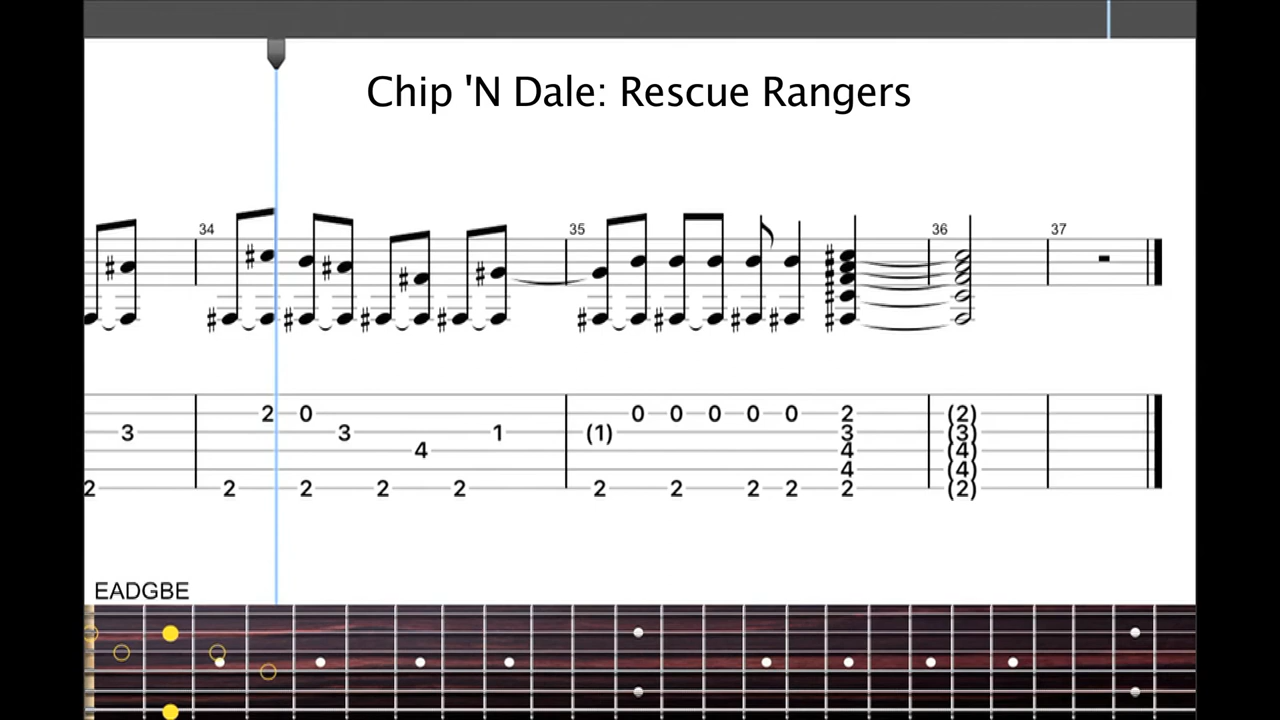 Chip 'N Dale: Rescue Rangers
34 35 36 37
2 0 0 0 0 0 0 2 (2)
3 3 1 (1) 3 (3)
4 4 (4)
4 (4)
2 2 2 2 2 2 2 2 2 2 (2)
EADGBE